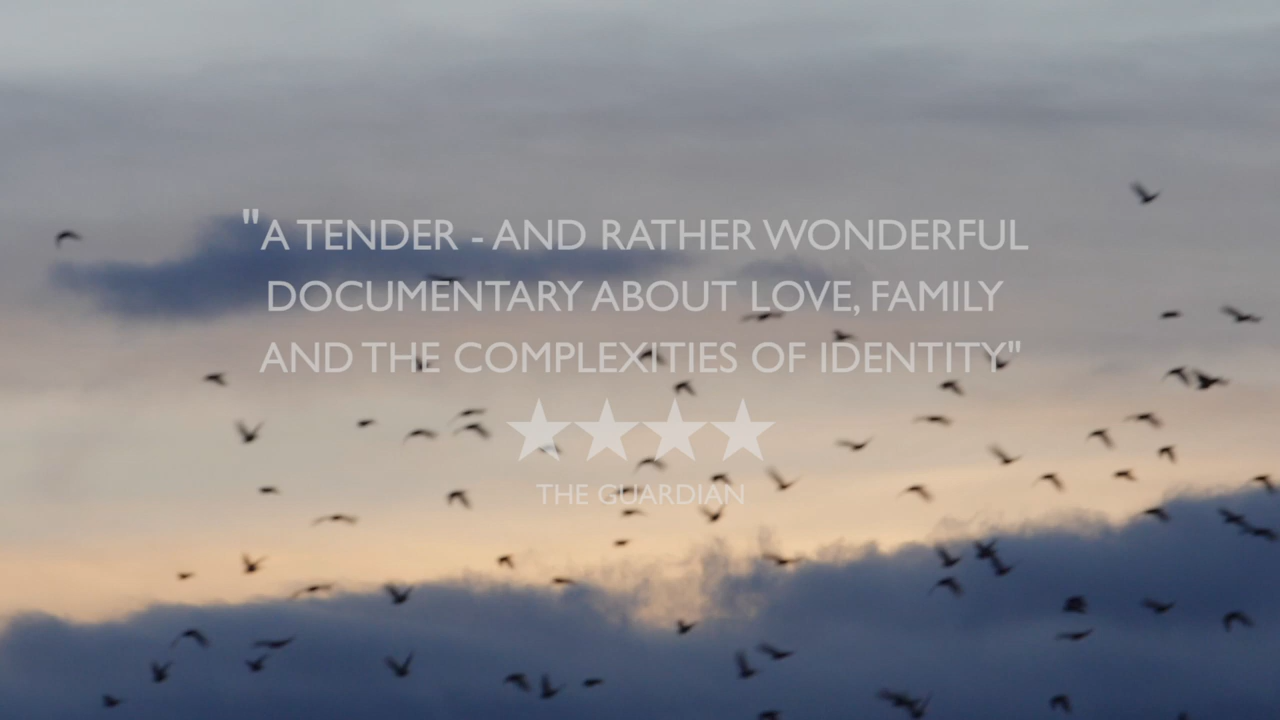 "A TENDER - AND RATHER WONDERFUL
DOCUMENTARY ABOUT LOVE, FAMILY
AND THE COMPLEXITIES OF IDENTITY"
THE GUARDIAN